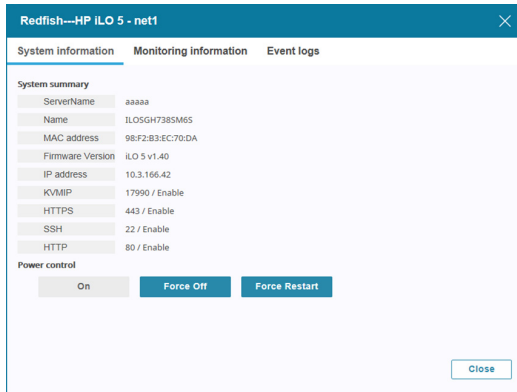 Redfish---HP iLO 5 - net1
System information Monitoring information Event logs
System summary
ServerName aaaaa
Name ILOSGH738SM6S
MAC address 98:F2:B3:EC:70:DA
Firmware Version iLO 5 v1.40
IP address 10.3.166.42
KVMIP 17990 / Enable
HTTPS 443 / Enable
SSH 22 / Enable
HTTP 80 / Enable
Power control
On Force Off Force Restart
Close